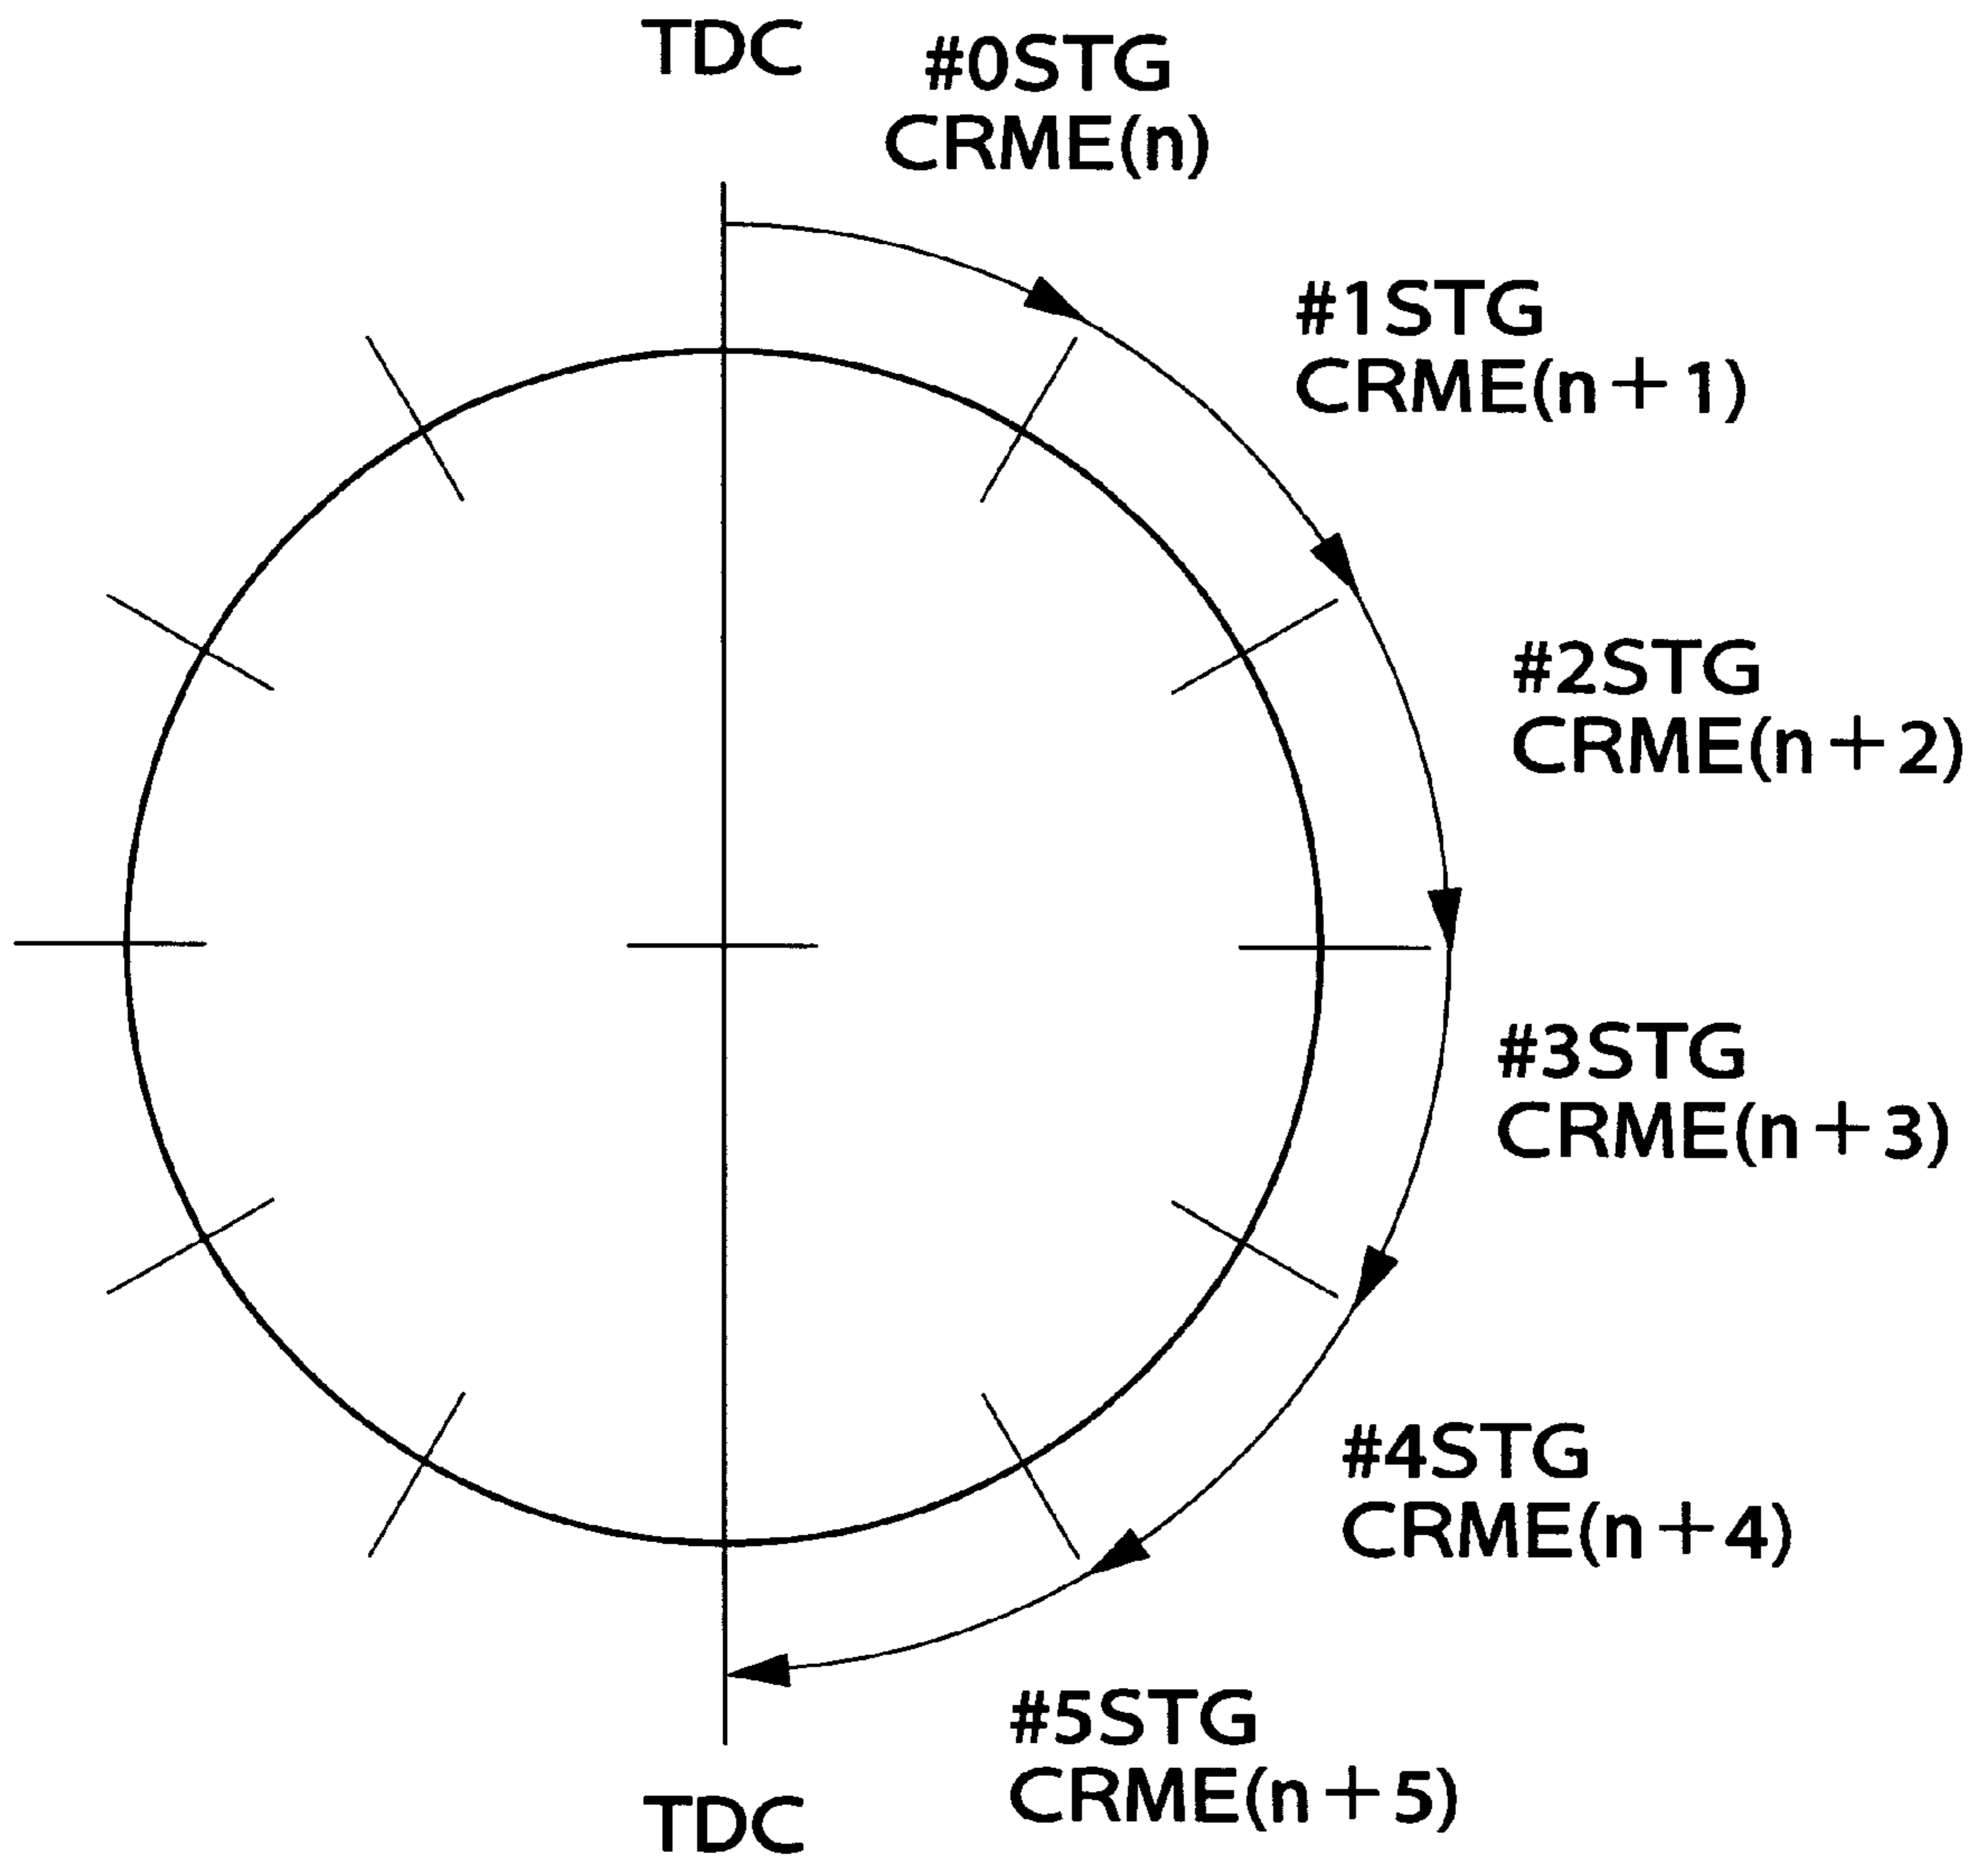 TDC
#0STG
CRME(n)
#1STG
CRME(n+1)
#2STG
CRME(n+2)
#3STG
CRME(n+3)
#4STG
CRME(n+4)
#5STG
CRME(n+5)
TDC